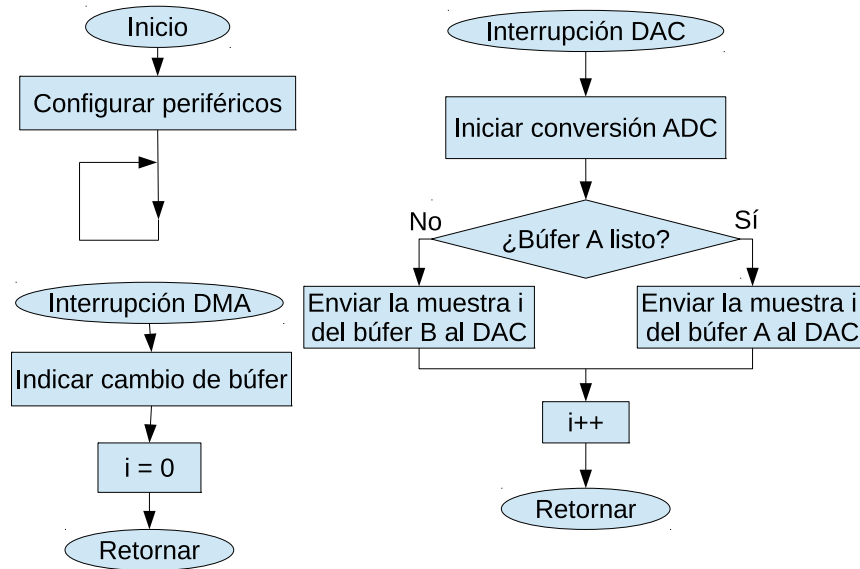 Inicio
Configurar periféricos
Interrupción DMA
Indicar cambio de búfer
i = 0
Retornar
Interrupción DAC
Iniciar conversión ADC
¿Búfer A listo?
No
Sí
Enviar la muestra i
del búfer B al DAC
Enviar la muestra i
del búfer A al DAC
i++
Retornar